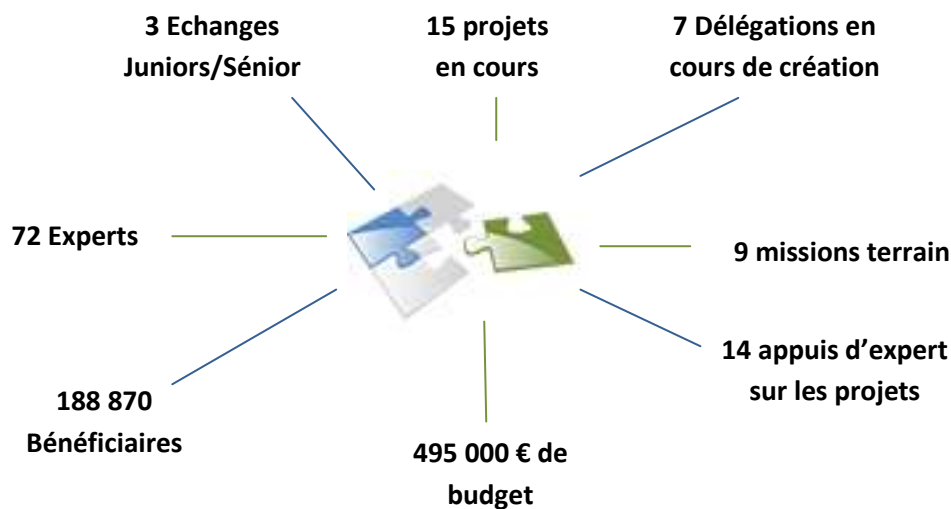 3 Echanges
Juniors/Sénior
15 projets
en cours
7 Délégations en
cours de création
72 Experts
9 missions terrain
14 appuis d’expert
sur les projets
188 870
Bénéficiaires
495 000 € de
budget